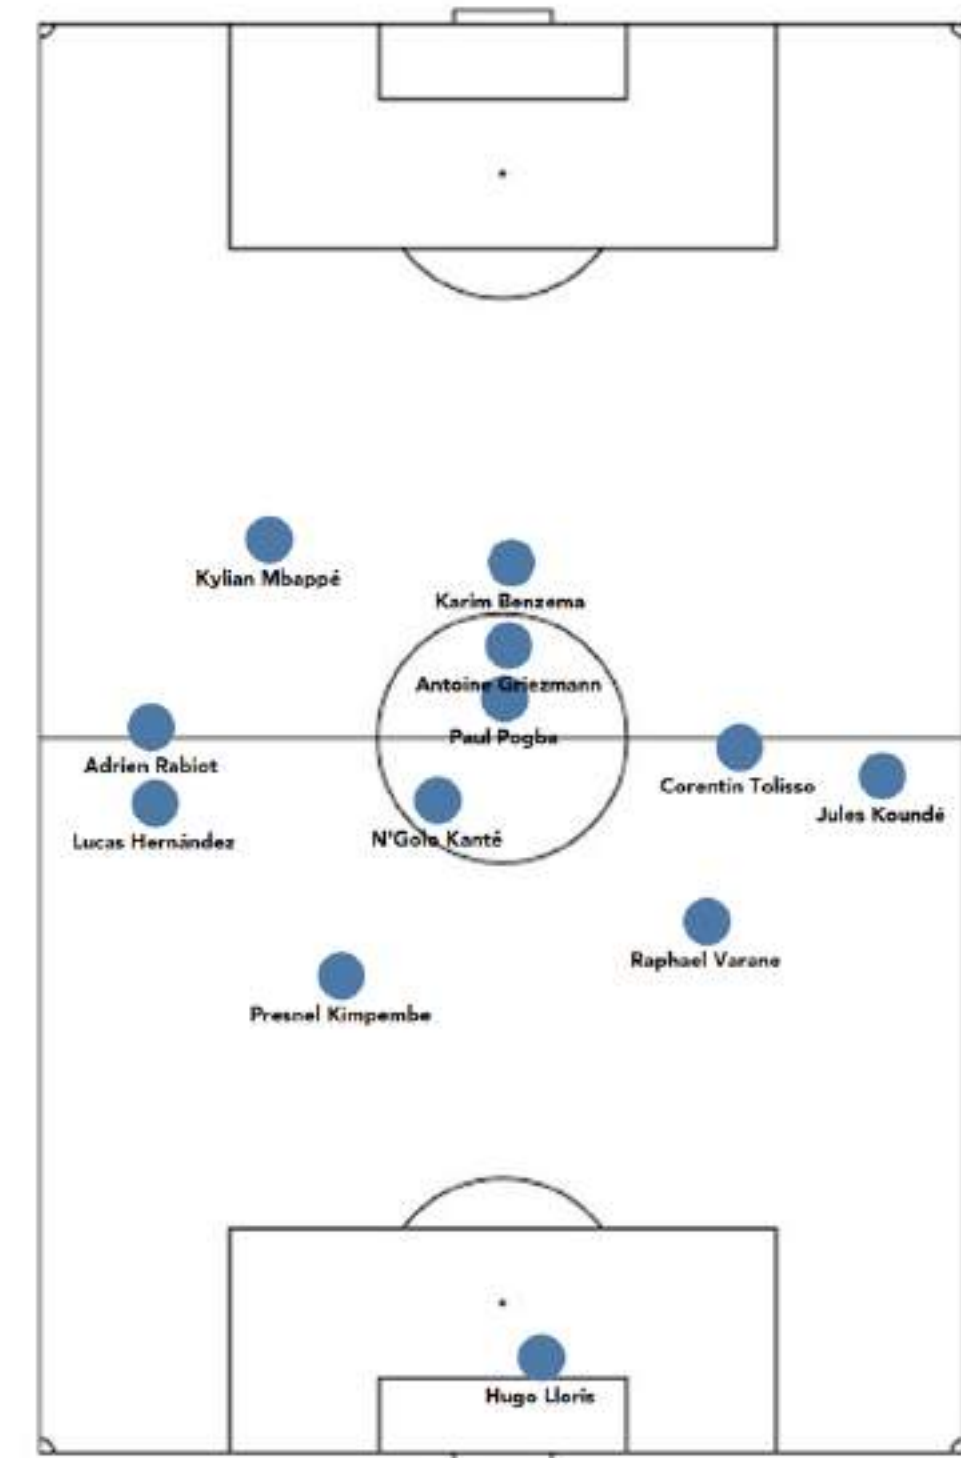 Kylian Mbappé
Karim Benzema
Antoine Griezmann
Paul Pogba
Adrien Rabiot
Corentin Tolisso
Jules Koundé
Lucas Hernández
N'Golo Kanté
Raphael Varane
Presnel Kimpembe
Hugo Lloris